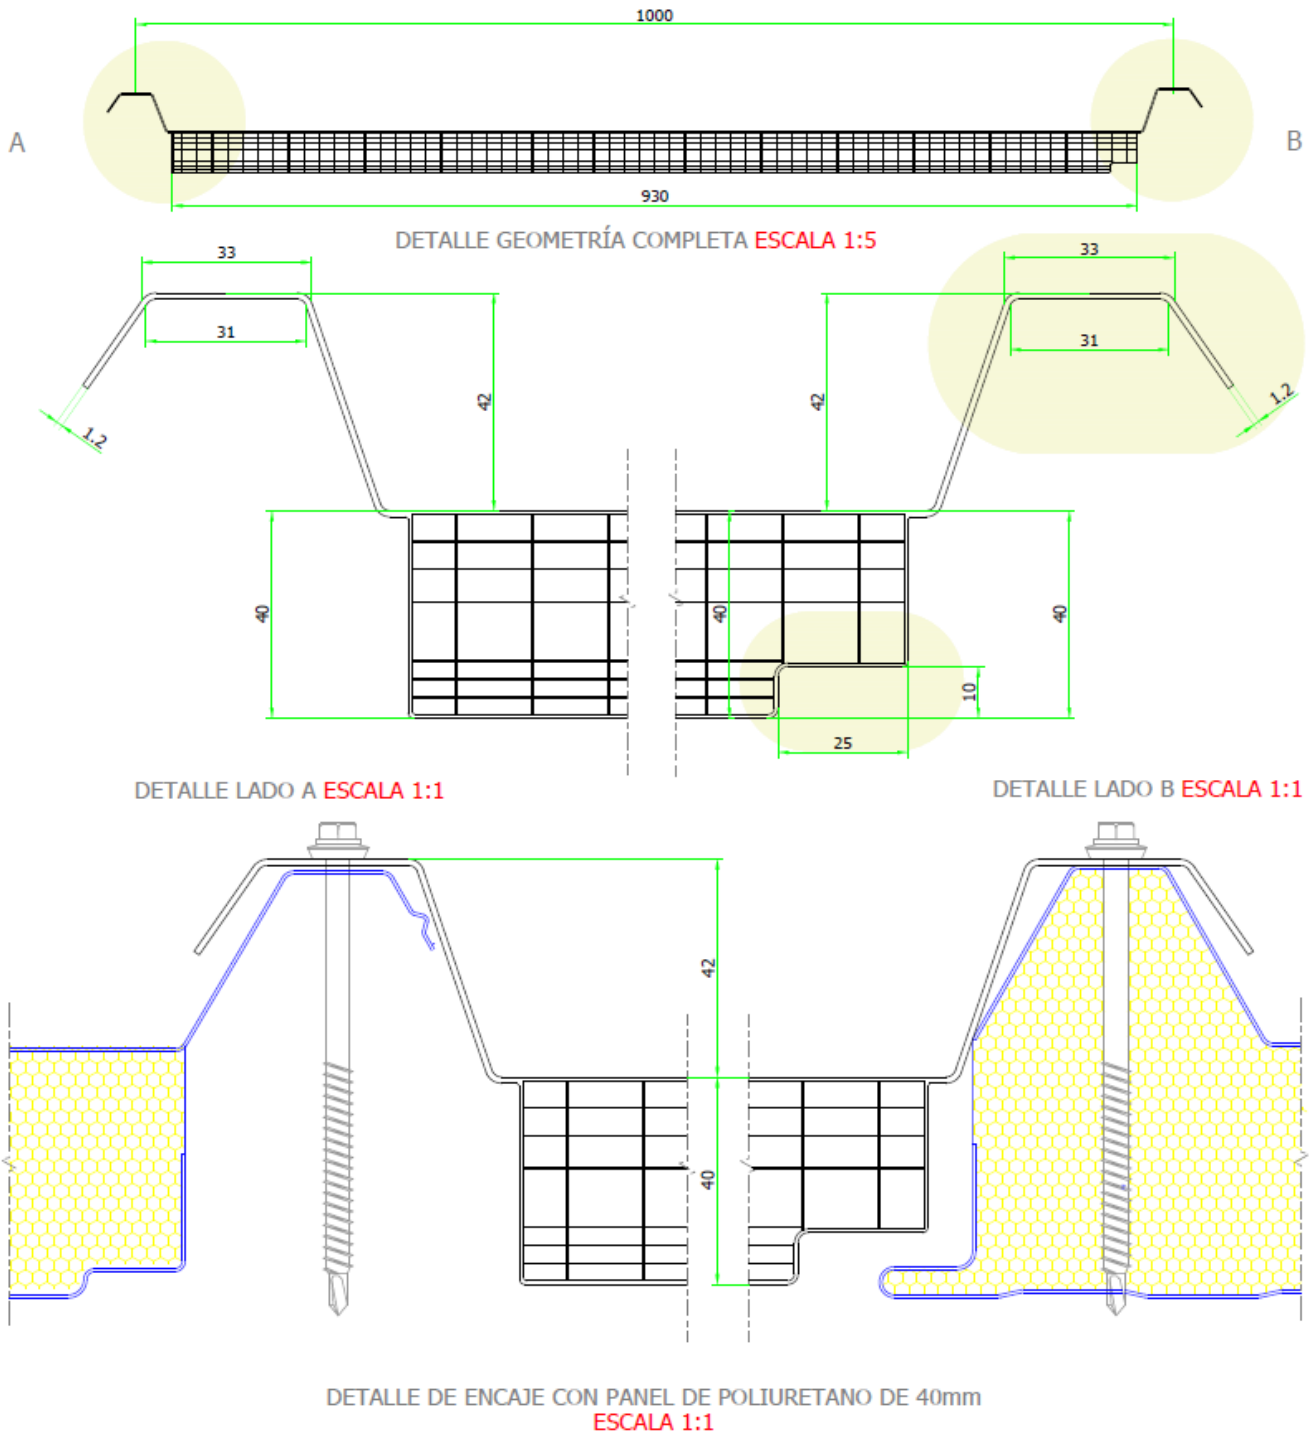 1000
A
B
930
DETALLE GEOMETRÍA COMPLETA ESCALA 1:5
33
33
31
31
42
42
1.2
1.2
40
40
40
10
25
DETALLE LADO A ESCALA 1:1
DETALLE LADO B ESCALA 1:1
42
40
DETALLE DE ENCAJE CON PANEL DE POLIURETANO DE 40mm
ESCALA 1:1